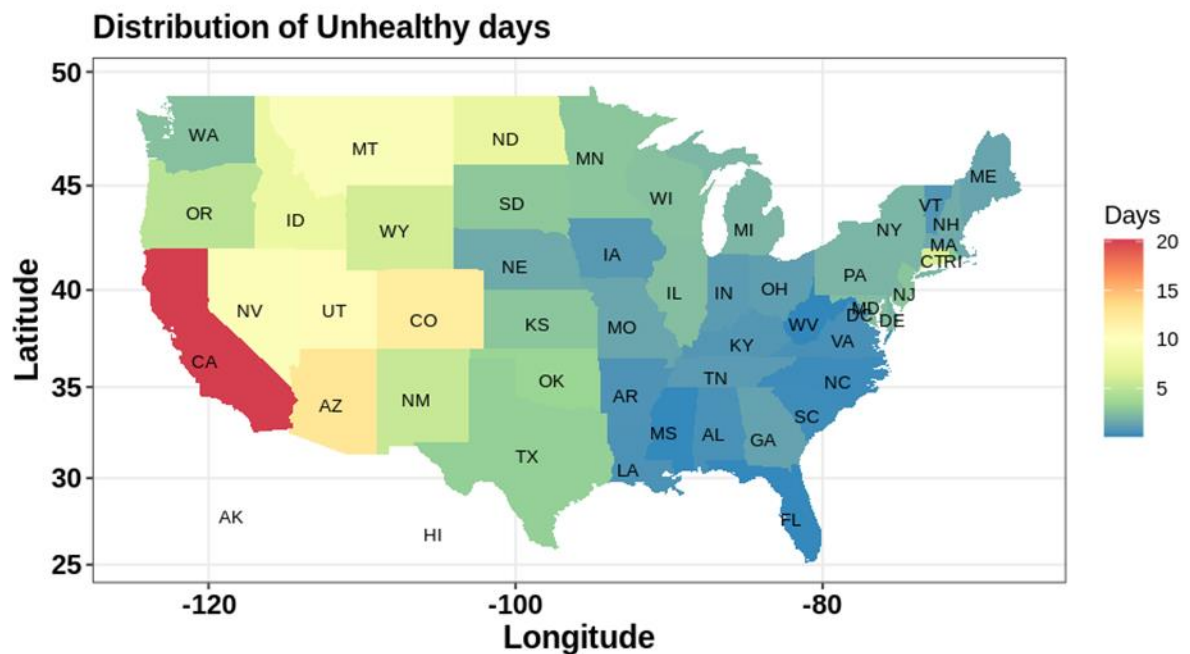 Distribution of Unhealthy days
50
45
40
35
30
25
Latitude
WA
MT
ND
MN
OR
ID
WY
SD
WI
MI
NY
VT
ME
NH
MA
CTRI
NV
UT
CO
NE
IA
IL
IN
OH
PA
NJ
MD
DC
DE
WV
VA
CA
AZ
NM
KS
MO
KY
OK
AR
TN
NC
SC
TX
MS
AL
GA
LA
FL
AK
HI
-120
-100
-80
Longitude
Days
20
15
10
5